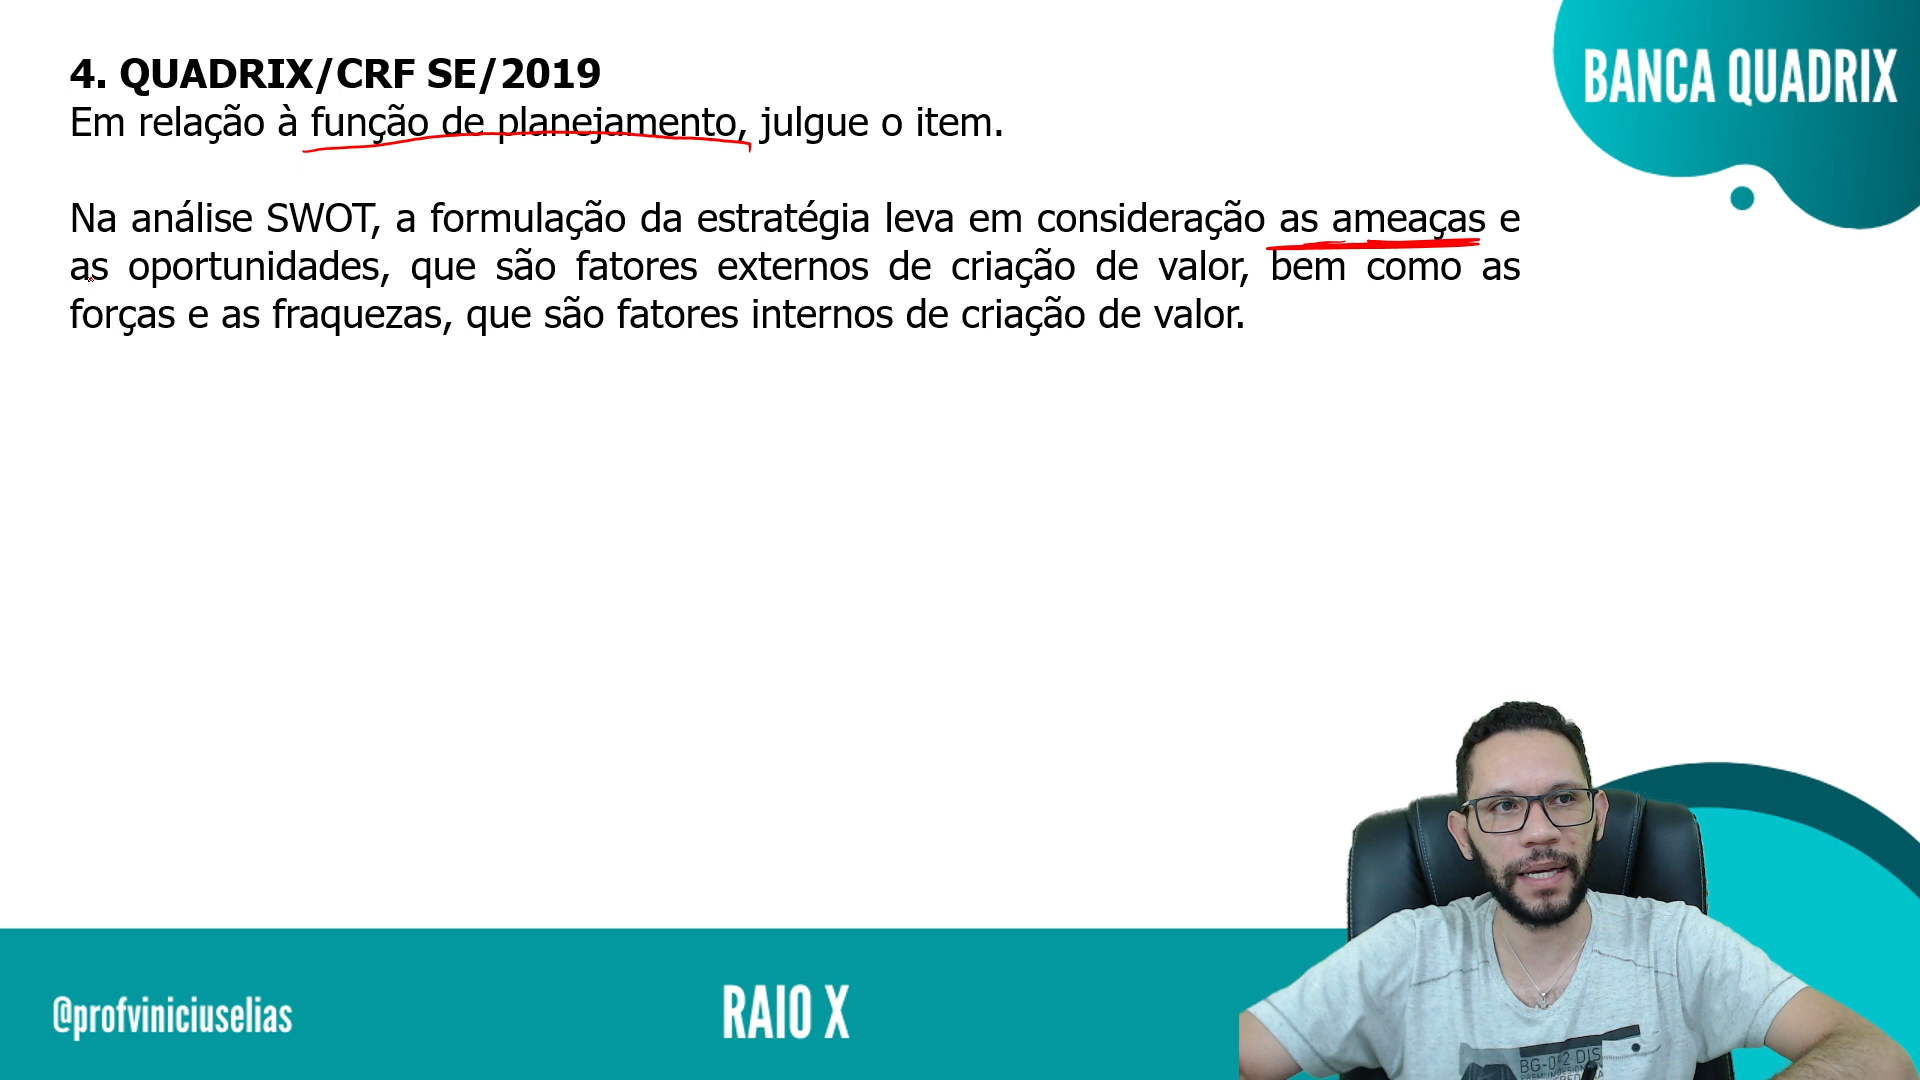 4. QUADRIX/CRF SE/2019
Em relação à função de planejamento, julgue o item.
Na análise SWOT, a formulação da estratégia leva em consideração as ameaças e
as oportunidades, que são fatores externos de criação de valor, bem como as
forças e as fraquezas, que são fatores internos de criação de valor.
BANCA QUADRIX
@profviniciuselias
RAIO X